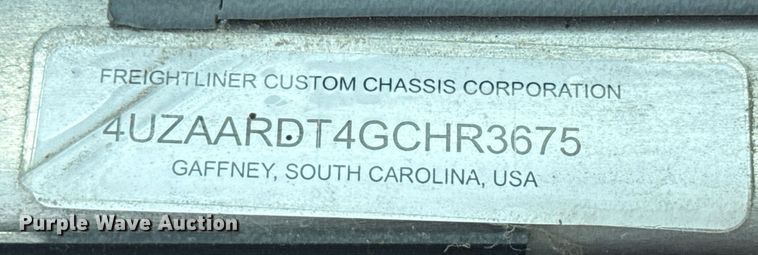 FREIGHTLINER CUSTOM CHASSIS CORPORATION
4UZAARDT4GCHR3675
GAFFNEY, SOUTH CAROLINA, USA
Purple Wave Auction